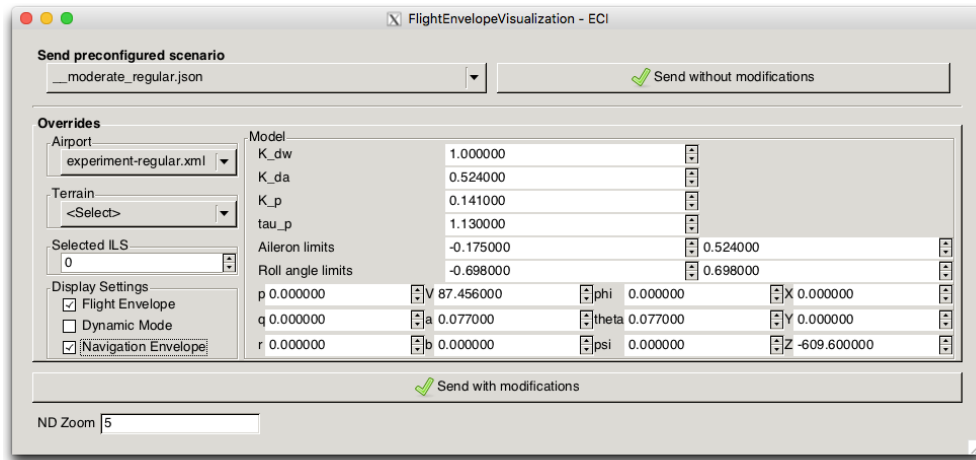 FlightEnvelopeVisualization - ECI
Send preconfigured scenario
__moderate_regular.json
Send without modifications
Overrides
Airport
experiment-regular.xml
Terrain
<Select>
Selected ILS
0
Display Settings
Flight Envelope
Dynamic Mode
Navigation Envelope
Model
K_dw 1.000000
K_da 0.524000
K_p 0.141000
tau_p 1.130000
Aileron limits -0.175000 0.524000
Roll angle limits -0.698000 0.698000
p 0.000000 V 87.456000 phi 0.000000 X 0.000000
q 0.000000 a 0.077000 theta 0.077000 Y 0.000000
r 0.000000 b 0.000000 psi 0.000000 Z -609.600000
Send with modifications
ND Zoom 5